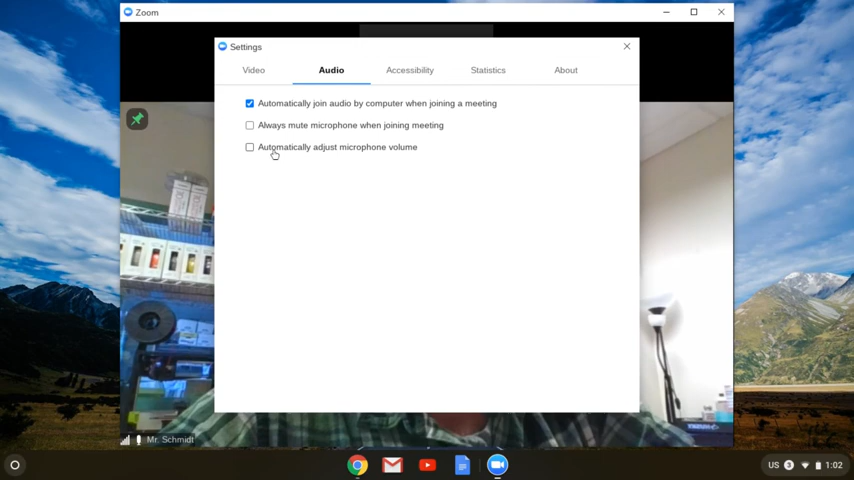 Zoom
Settings
Video Audio Accessibility Statistics About
Automatically join audio by computer when joining a meeting
Always mute microphone when joining meeting
Automatically adjust microphone volume
Mr. Schmidt
US 3 1:02